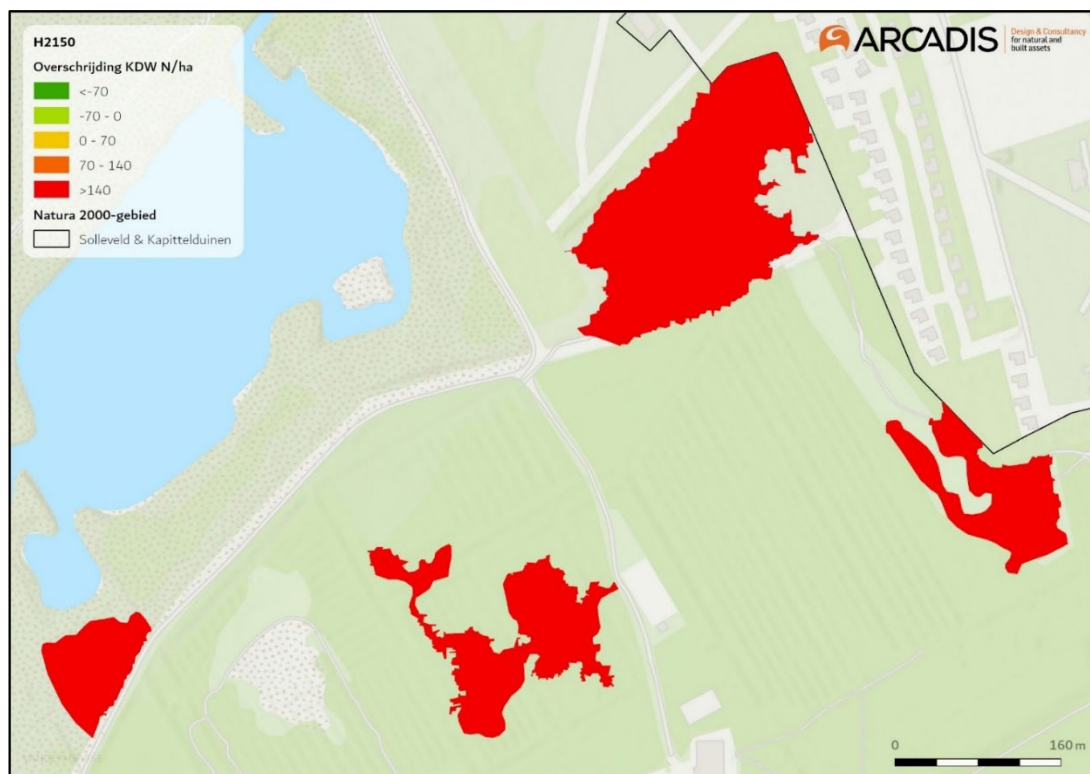 H2150
Overschrijding KDW N/ha
<-70
-70 - 0
0 - 70
70 - 140
>140
Natura 2000-gebied
Solleveld & Kapittelduinen
ARCADIS
Design & Consultancy
for natural and
built assets
0
160 m